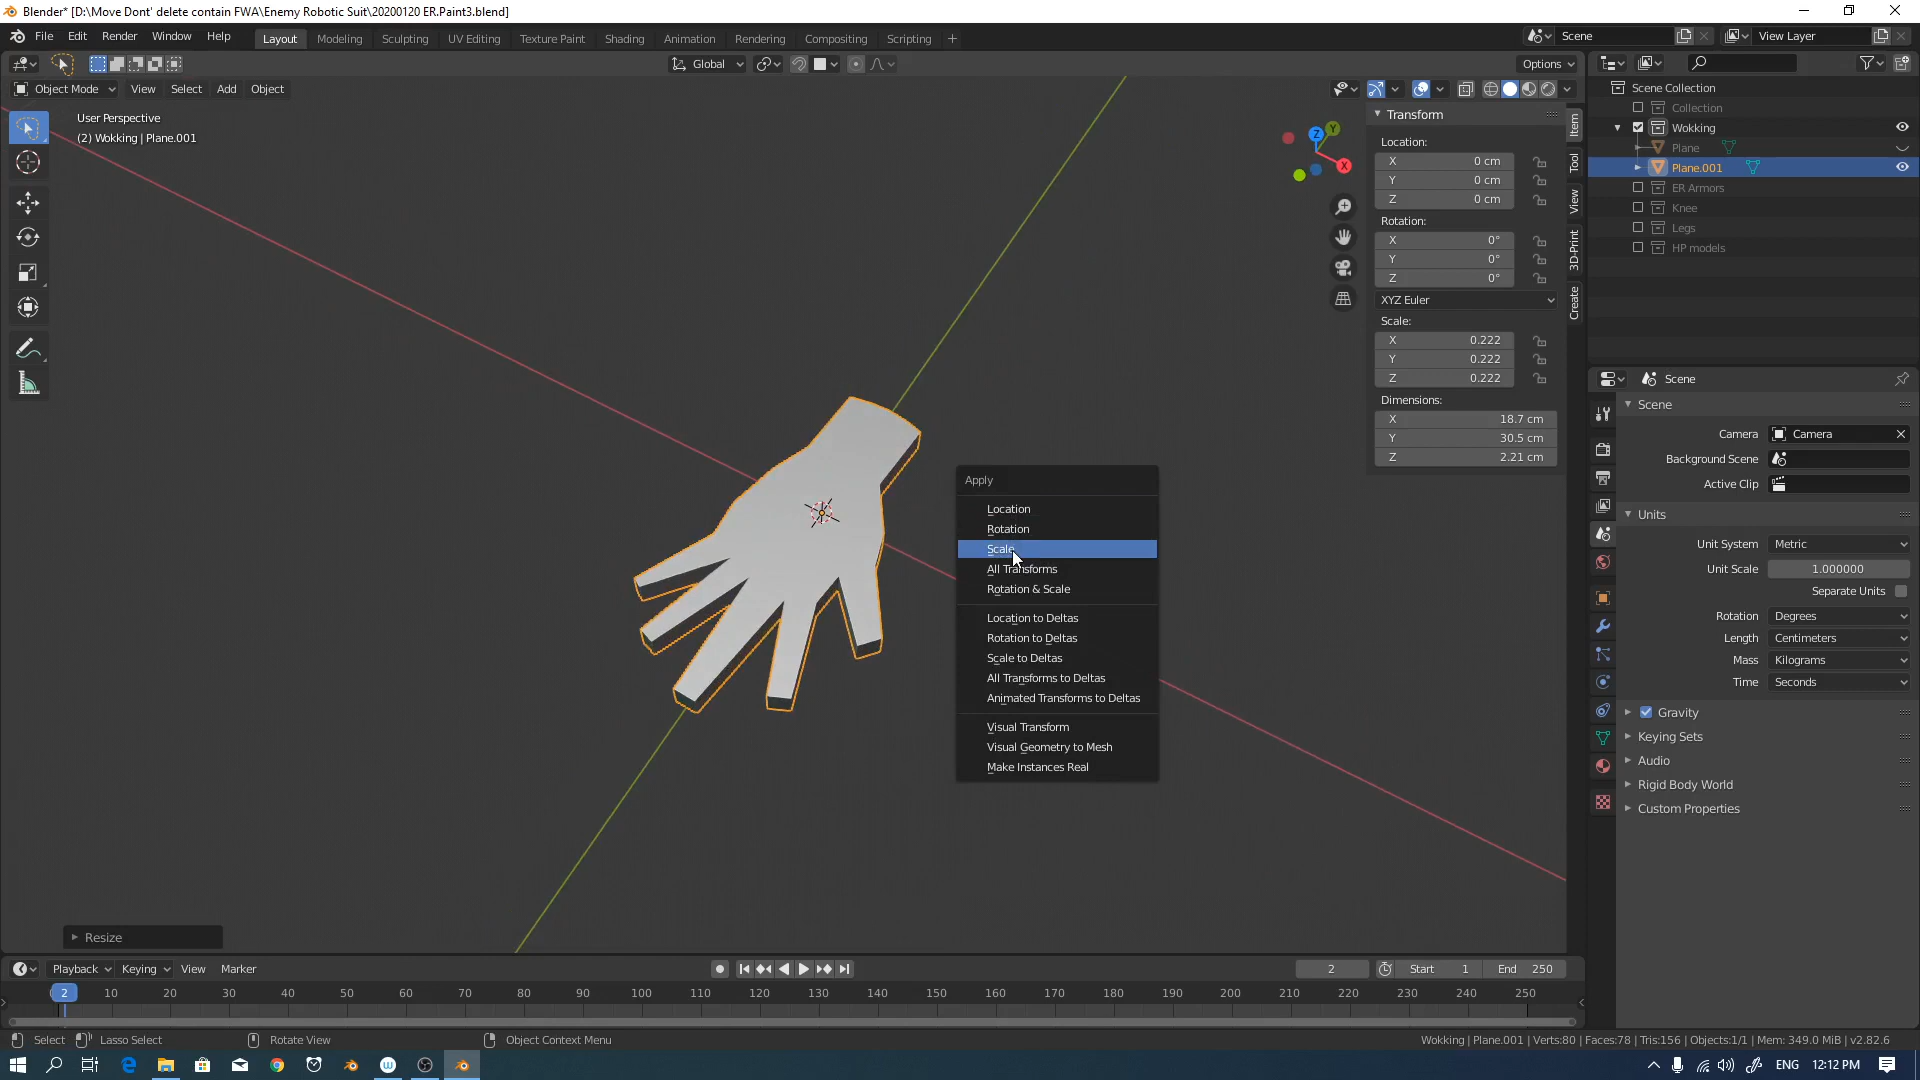 Blender* [D:\Move Dont' delete contain FWA\Enemy Robotic Suit\20200120 ER.Paint3.blend]
File Edit Render Window Help Layout Modeling Sculpting UV Editing Texture Paint Shading Animation Rendering Compositing Scripting + Scene View Layer
Global Options
Object Mode View Select Add Object
User Perspective
(2) Wokking | Plane.001
Transform
Location:
X 0 cm
Y 0 cm
Z 0 cm
Rotation:
X 0°
Y 0°
Z 0°
XYZ Euler
Scale:
X 0.222
Y 0.222
Z 0.222
Dimensions:
X 18.7 cm
Y 30.5 cm
Z 2.21 cm
Item
Tool
View
3D-Print
Create
Z
Y
X
Scene Collection
Collection
Wokking
Plane
Plane.001
ER Armors
Knee
Legs
HP models
Scene
Scene
Camera Camera
Background Scene
Active Clip
Units
Unit System Metric
Unit Scale 1.000000
Separate Units
Rotation Degrees
Length Centimeters
Mass Kilograms
Time Seconds
Gravity
Keying Sets
Audio
Rigid Body World
Custom Properties
Apply
Location
Rotation
Scale
All Transforms
Rotation & Scale
Location to Deltas
Rotation to Deltas
Scale to Deltas
All Transforms to Deltas
Animated Transforms to Deltas
Visual Transform
Visual Geometry to Mesh
Make Instances Real
Resize
Playback Keying View Marker 2 Start 1 End 250
2 10 20 30 40 50 60 70 80 90 100 110 120 130 140 150 160 170 180 190 200 210 220 230 240 250
Select Lasso Select Rotate View Object Context Menu Wokking | Plane.001 | Verts:80 | Faces:78 | Tris:156 | Objects:1/1 | Mem: 349.0 MiB | v2.82.6
ENG 12:12 PM